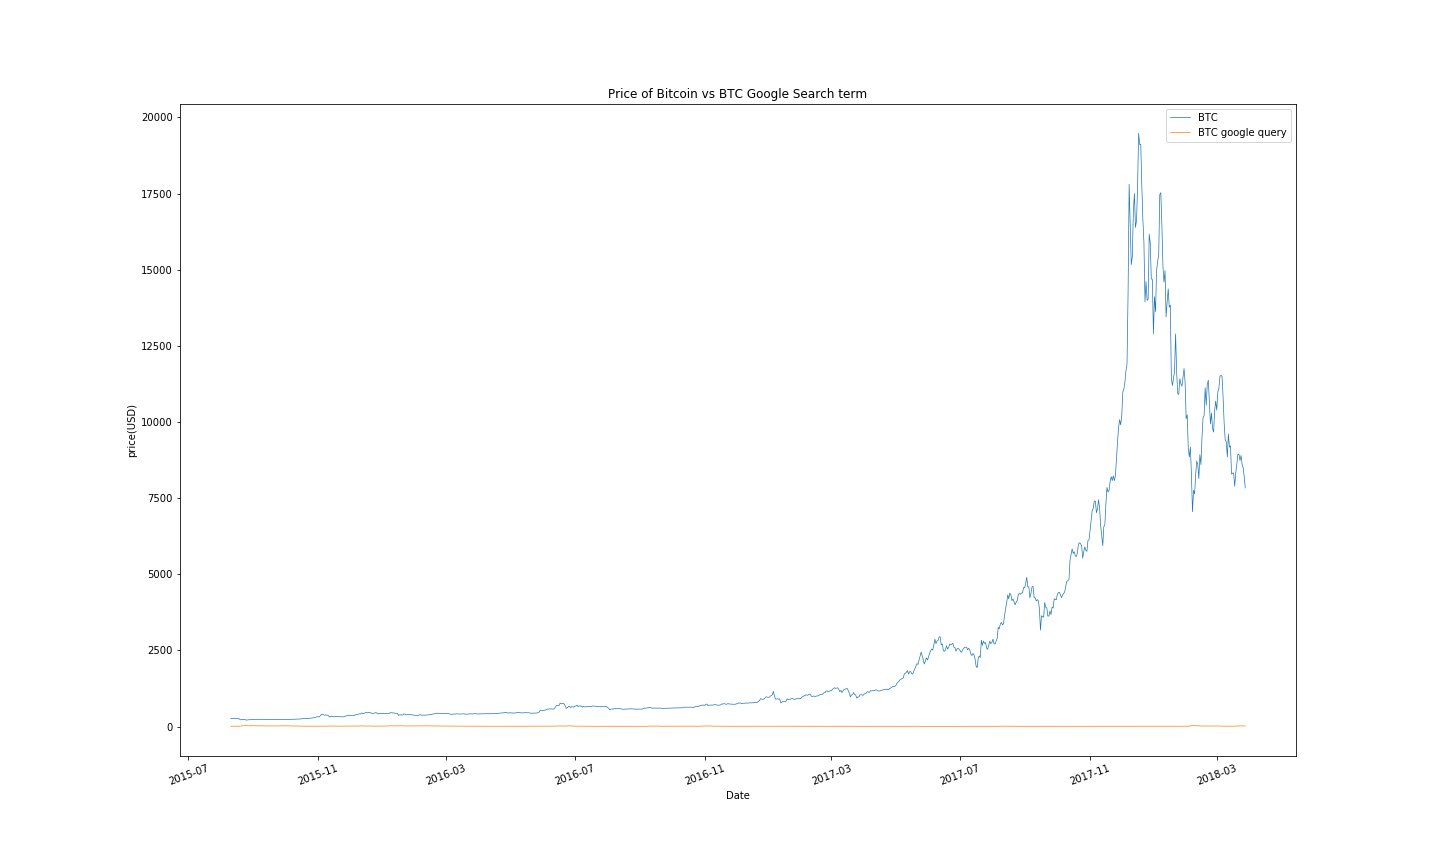 Price of Bitcoin vs BTC Google Search term
BTC
BTC google query
20000
17500
15000
12500
10000
7500
5000
2500
0
price(USD)
2015-07 2015-11 2016-03 2016-07 2016-11 2017-03 2017-07 2017-11 2018-03
Date